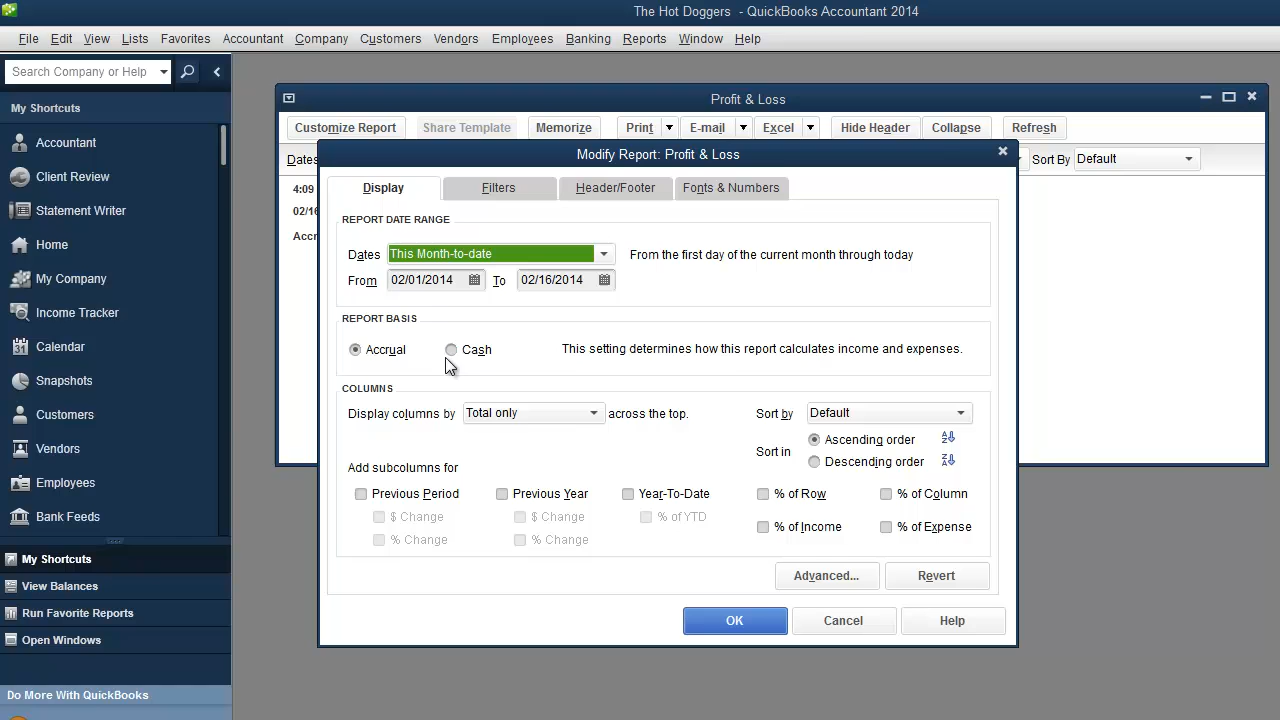 The Hot Doggers - QuickBooks Accountant 2014
File Edit View Lists Favorites Accountant Company Customers Vendors Employees Banking Reports Window Help
Search Company or Help
My Shortcuts
Accountant
Client Review
Statement Writer
Home
My Company
Income Tracker
31 Calendar
Snapshots
Customers
Vendors
Employees
Bank Feeds
My Shortcuts
View Balances
Run Favorite Reports
Open Windows
Do More With QuickBooks
Profit & Loss
Customize Report Share Template Memorize Print E-mail Excel Hide Header Collapse Refresh
Dates Sort By Default
4:09
02/16
Accr
Modify Report: Profit & Loss
Display Filters Header/Footer Fonts & Numbers
REPORT DATE RANGE
Dates This Month-to-date From the first day of the current month through today
From 02/01/2014 To 02/16/2014
REPORT BASIS
Accrual Cash This setting determines how this report calculates income and expenses.
COLUMNS
Display columns by Total only across the top. Sort by Default
Sort in Ascending order
Descending order
Add subcolumns for
Previous Period Previous Year Year-To-Date % of Row % of Column
$ Change $ Change % of YTD
% of Income % of Expense
% Change % Change
Advanced... Revert
OK Cancel Help